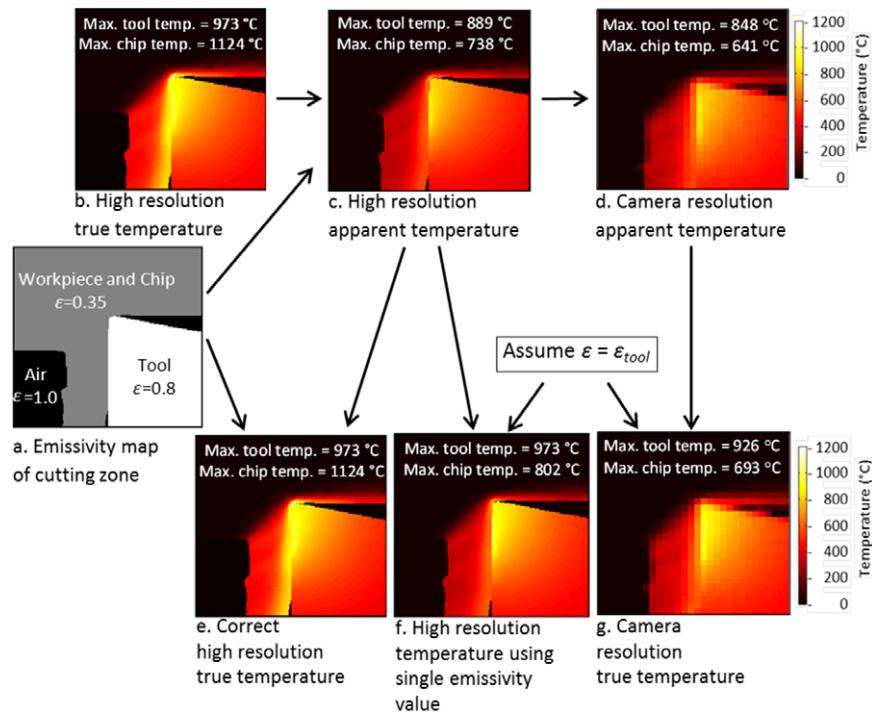 Max. tool temp. = 973 °C
Max. chip temp. = 1124 °C
b. High resolution
true temperature
Max. tool temp. = 889 °C
Max. chip temp. = 738 °C
c. High resolution
apparent temperature
Max. tool temp. = 848 °C
Max. chip temp. = 641 °C
d. Camera resolution
apparent temperature
1200
1000
800
600
400
200
0
Temperature (°C)
Workpiece and Chip
ε=0.35
Air
ε=1.0
Tool
ε=0.8
a. Emissivity map
of cutting zone
Assume ε = εtool
Max. tool temp. = 973 °C
Max. chip temp. = 1124 °C
e. Correct
high resolution
true temperature
Max. tool temp. = 973 °C
Max. chip temp. = 802 °C
f. High resolution
temperature using
single emissivity
value
Max. tool temp. = 926 °C
Max. chip temp. = 693 °C
g. Camera
resolution
true temperature
1200
1000
800
600
400
200
0
Temperature (°C)